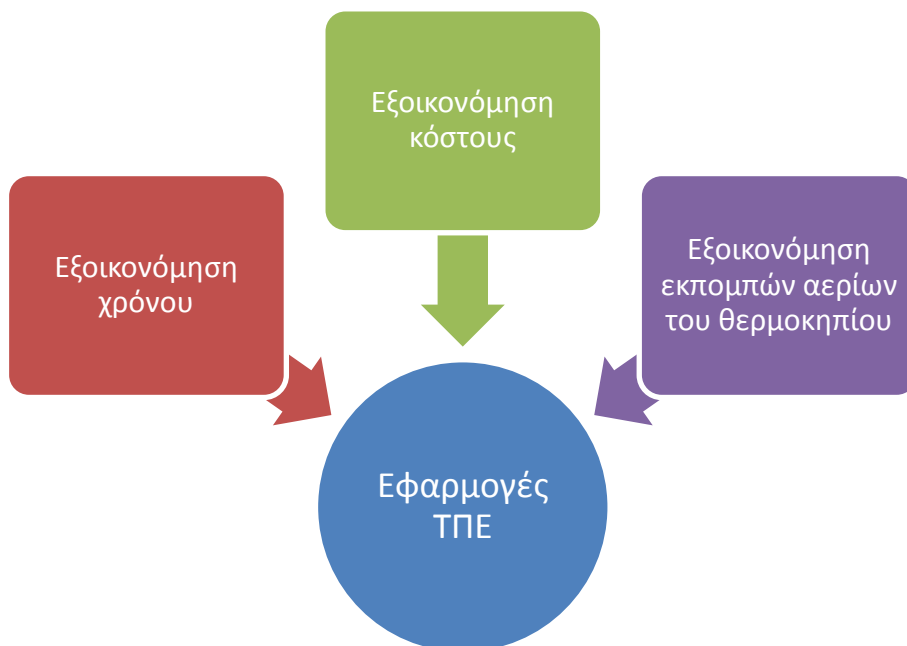 Εξοικονόμηση
κόστους
Εξοικονόμηση
χρόνου
Εξοικονόμηση
εκπομπών αερίων
του θερμοκηπίου
Εφαρμογές
ΤΠΕ